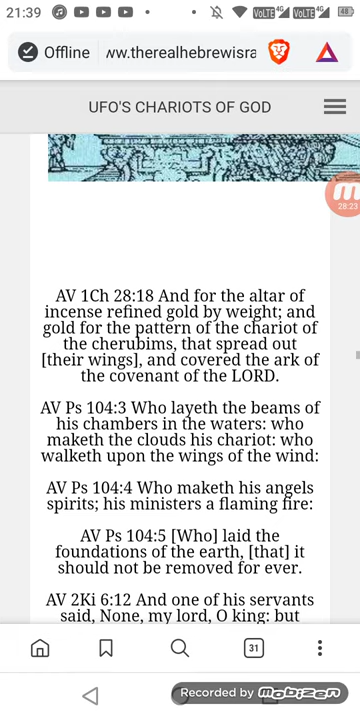 21:39
VoLTE 4G VoLTE 4G 48
Offline
ww.therealhebrewisra
UFO'S CHARIOTS OF GOD
28:23
AV 1Ch 28:18 And for the altar of
incense refined gold by weight; and
gold for the pattern of the chariot of
the cherubims, that spread out
[their wings], and covered the ark of
the covenant of the LORD.
AV Ps 104:3 Who layeth the beams of
his chambers in the waters: who
maketh the clouds his chariot: who
walketh upon the wings of the wind:
AV Ps 104:4 Who maketh his angels
spirits; his ministers a flaming fire:
AV Ps 104:5 [Who] laid the
foundations of the earth, [that] it
should not be removed for ever.
AV 2Ki 6:12 And one of his servants
said, None, my lord, O king: but
31
Recorded by mobizen